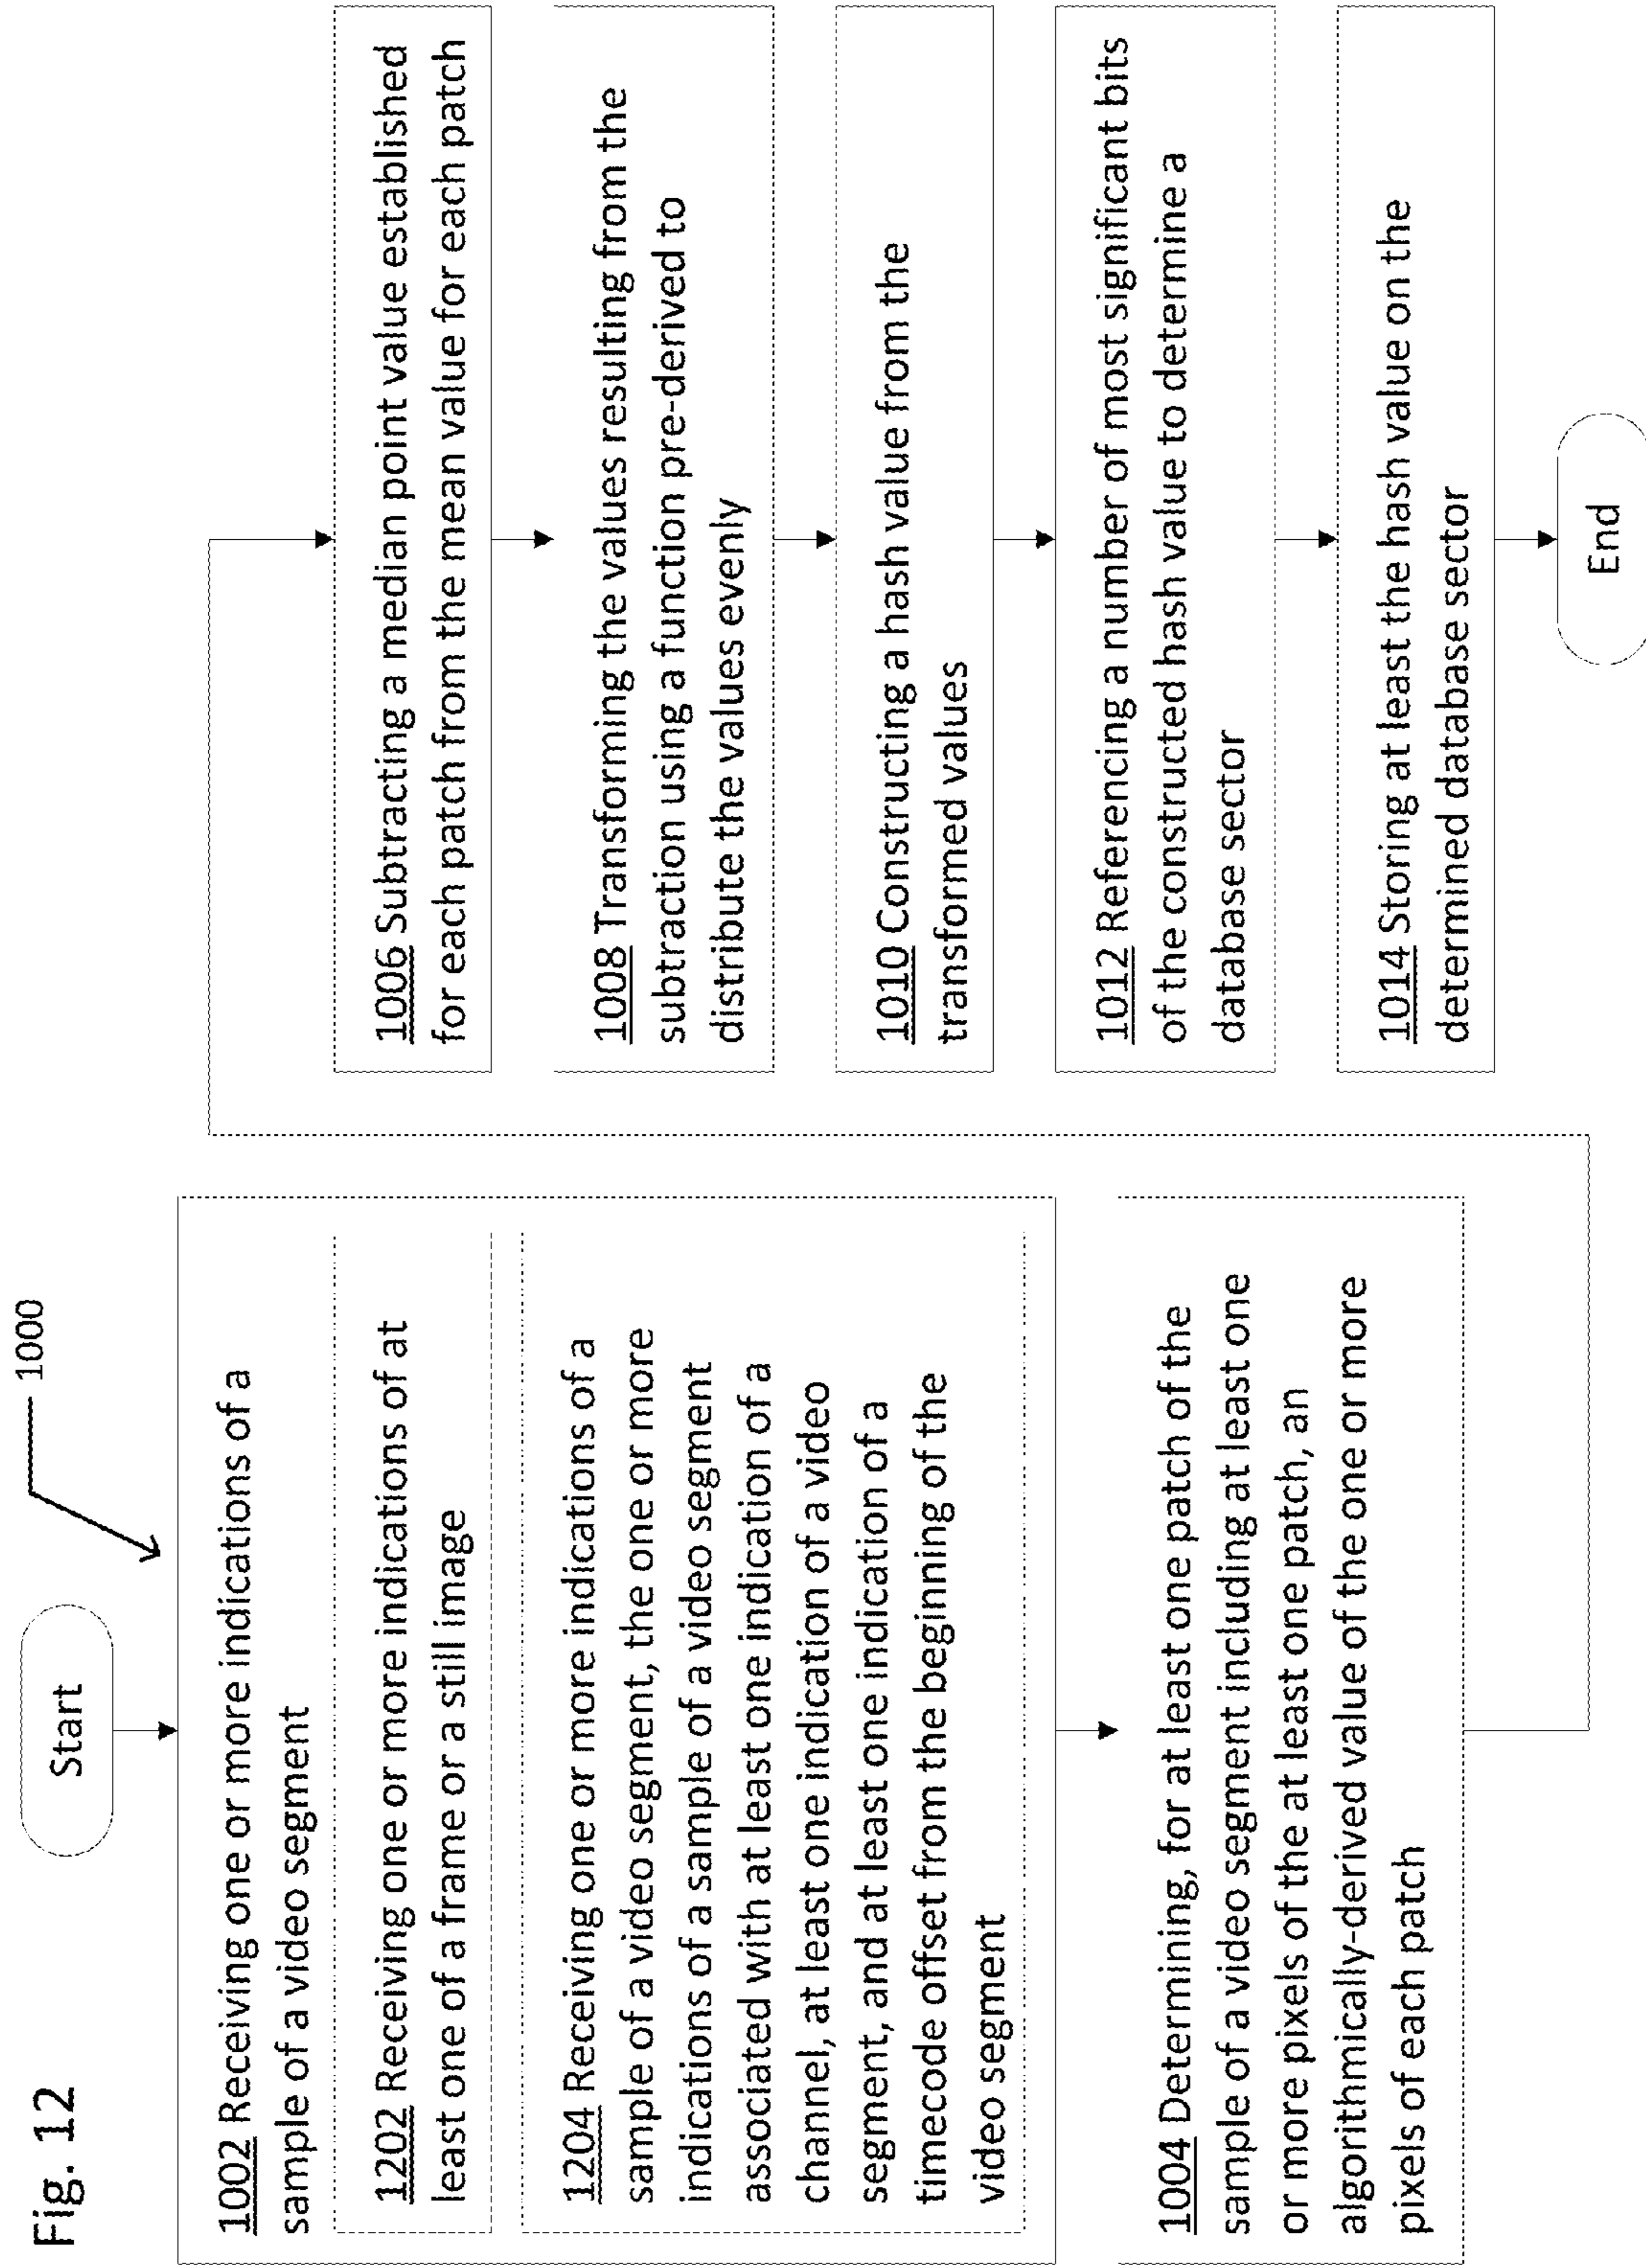 Fig. 12
1000
Start
1002 Receiving one or more indications of a
sample of a video segment
1202 Receiving one or more indications of at
least one of a frame or a still image
1204 Receiving one or more indications of a
sample of a video segment, the one or more
indications of a sample of a video segment
associated with at least one indication of a
channel, at least one indication of a video
segment, and at least one indication of a
timecode offset from the beginning of the
video segment
1004 Determining, for at least one patch of the
sample of a video segment including at least one
or more pixels of the at least one patch, an
algorithmically-derived value of the one or more
pixels of each patch
1006 Subtracting a median point value established
for each patch from the mean value for each patch
1008 Transforming the values resulting from the
subtraction using a function pre-derived to
distribute the values evenly
1010 Constructing a hash value from the
transformed values
1012 Referencing a number of most significant bits
of the constructed hash value to determine a
database sector
1014 Storing at least the hash value on the
determined database sector
End